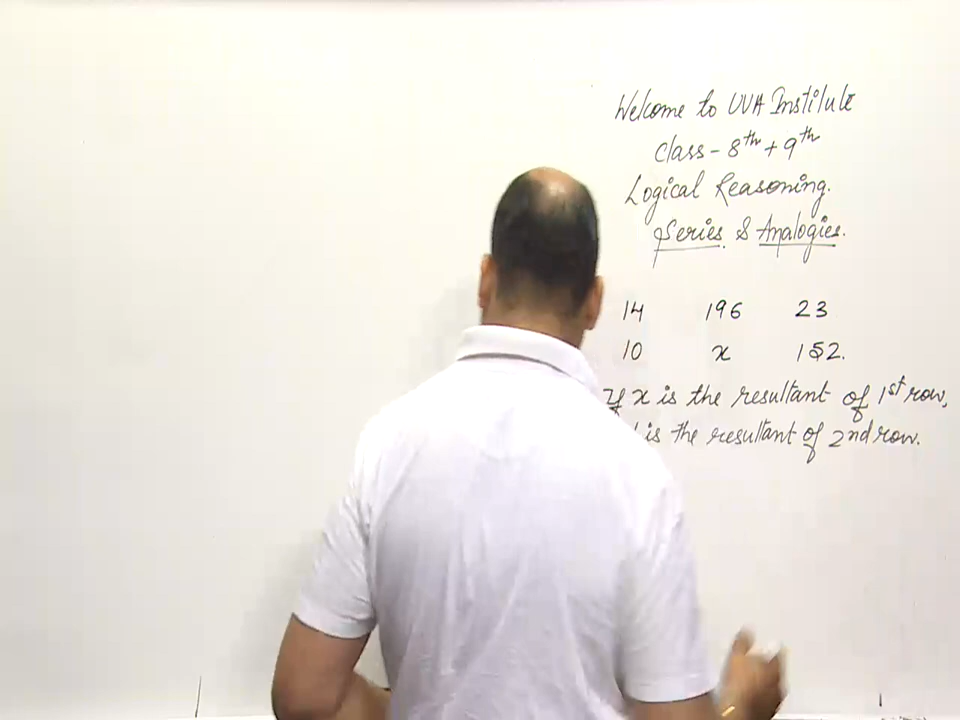 Welcome to UVA Institute
Class - 8th + 9th
Logical Reasoning.
Series & Analogies.
14 196 23
10 x 152.
If x is the resultant of 1st row,
is the resultant of 2nd row.